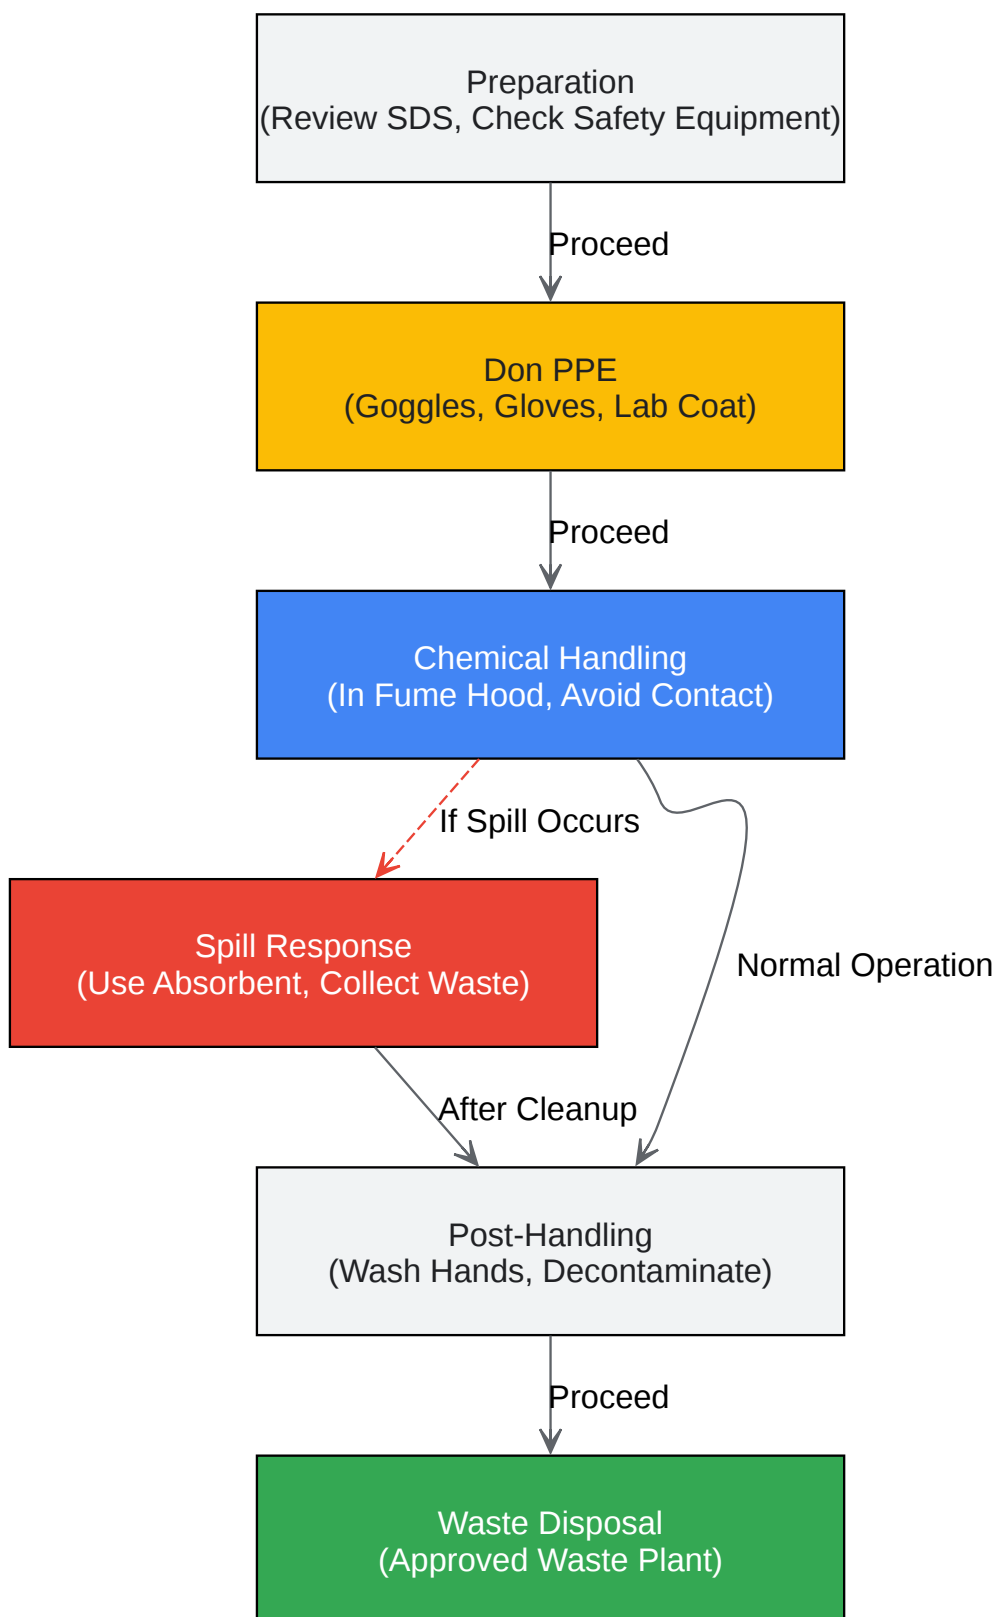 Preparation
(Review SDS, Check Safety Equipment)
Proceed
Don PPE
(Goggles, Gloves, Lab Coat)
Proceed
Chemical Handling
(In Fume Hood, Avoid Contact)
If Spill Occurs
Spill Response
(Use Absorbent, Collect Waste)
Normal Operation
After Cleanup
Post-Handling
(Wash Hands, Decontaminate)
Proceed
Waste Disposal
(Approved Waste Plant)